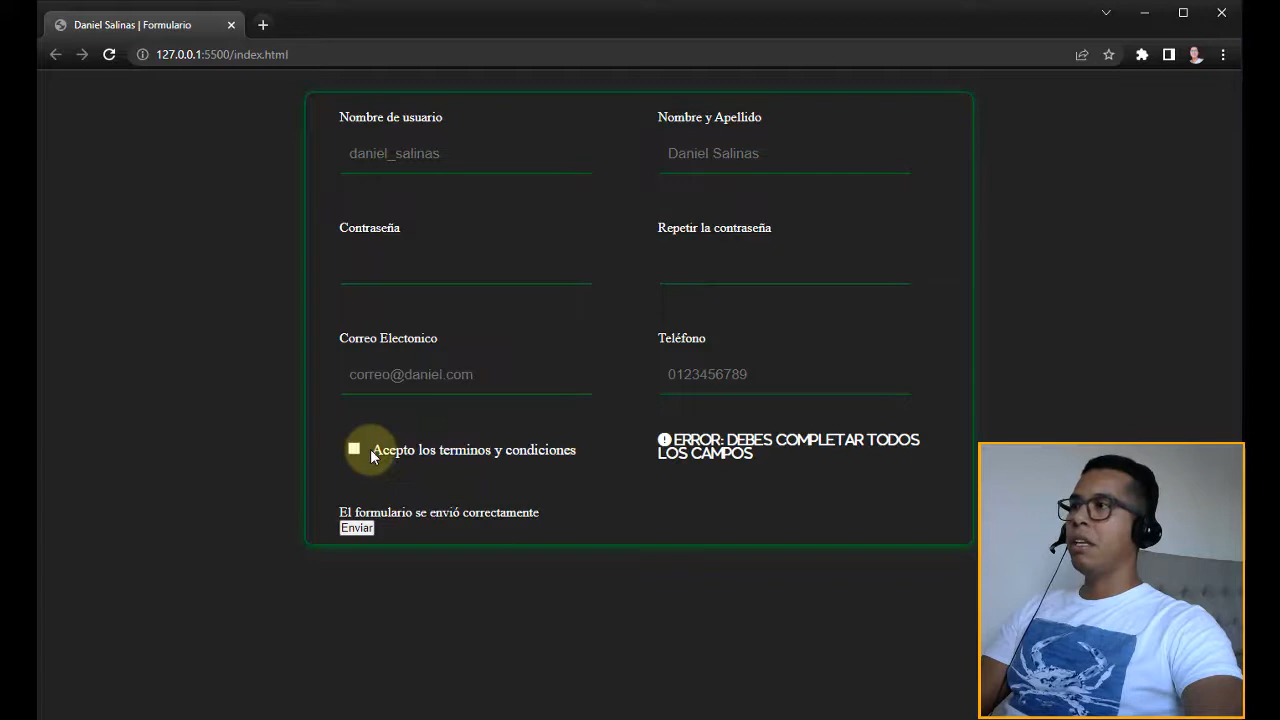 Daniel Salinas | Formulario
127.0.0.1:5500/index.html
Nombre de usuario
Nombre y Apellido
daniel_salinas
Daniel Salinas
Contraseña
Repetir la contraseña
Correo Electonico
Teléfono
correo@daniel.com
0123456789
Acepto los terminos y condiciones
ERROR: DEBES COMPLETAR TODOS
LOS CAMPOS
El formulario se envió correctamente
Enviar